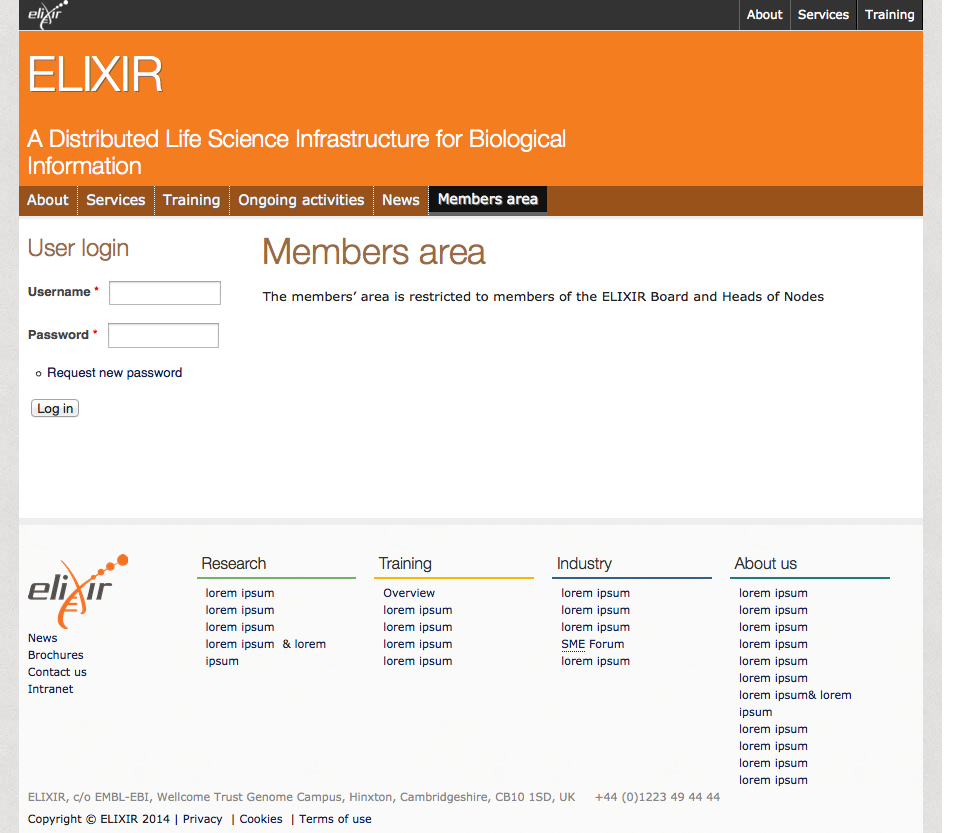 elixir
About Services Training
ELIXIR
A Distributed Life Science Infrastructure for Biological
Information
About Services Training Ongoing activities News Members area
User login
Username *
Password *
Request new password
Log in
Members area
The members’ area is restricted to members of the ELIXIR Board and Heads of Nodes
elixir
News
Brochures
Contact us
Intranet
Research
lorem ipsum
lorem ipsum
lorem ipsum
lorem ipsum & lorem
ipsum
Training
Overview
lorem ipsum
lorem ipsum
lorem ipsum
lorem ipsum
Industry
lorem ipsum
lorem ipsum
lorem ipsum
SME Forum
lorem ipsum
About us
lorem ipsum
lorem ipsum
lorem ipsum
lorem ipsum
lorem ipsum
lorem ipsum
lorem ipsum& lorem
ipsum
lorem ipsum
lorem ipsum
lorem ipsum
lorem ipsum
ELIXIR, c/o EMBL-EBI, Wellcome Trust Genome Campus, Hinxton, Cambridgeshire, CB10 1SD, UK +44 (0)1223 49 44 44
Copyright © ELIXIR 2014 | Privacy | Cookies | Terms of use